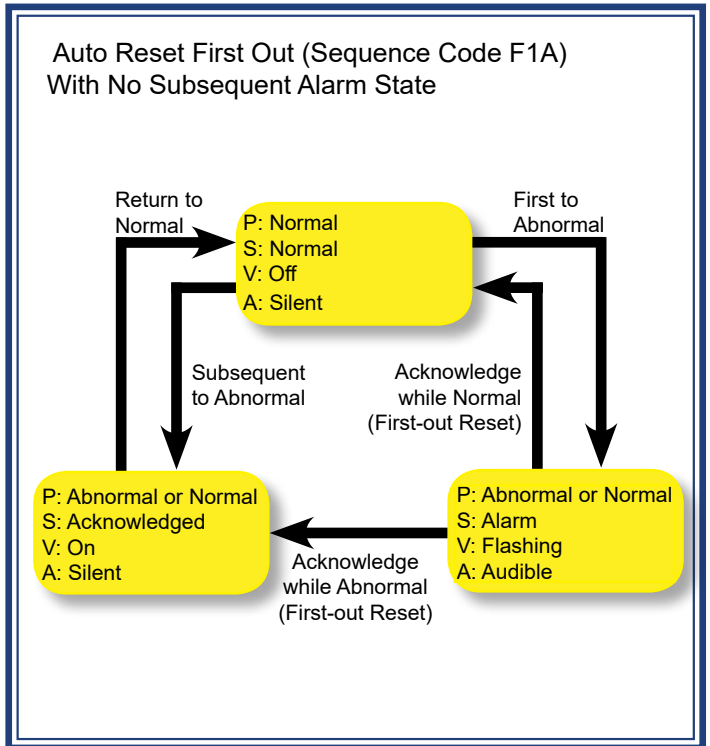 Auto Reset First Out (Sequence Code F1A)
With No Subsequent Alarm State
Return to
Normal
First to
Abnormal
P: Normal
S: Normal
V: Off
A: Silent
Subsequent
to Abnormal
Acknowledge
while Normal
(First-out Reset)
P: Abnormal or Normal
S: Acknowledged
V: On
A: Silent
Acknowledge
while Abnormal
(First-out Reset)
P: Abnormal or Normal
S: Alarm
V: Flashing
A: Audible